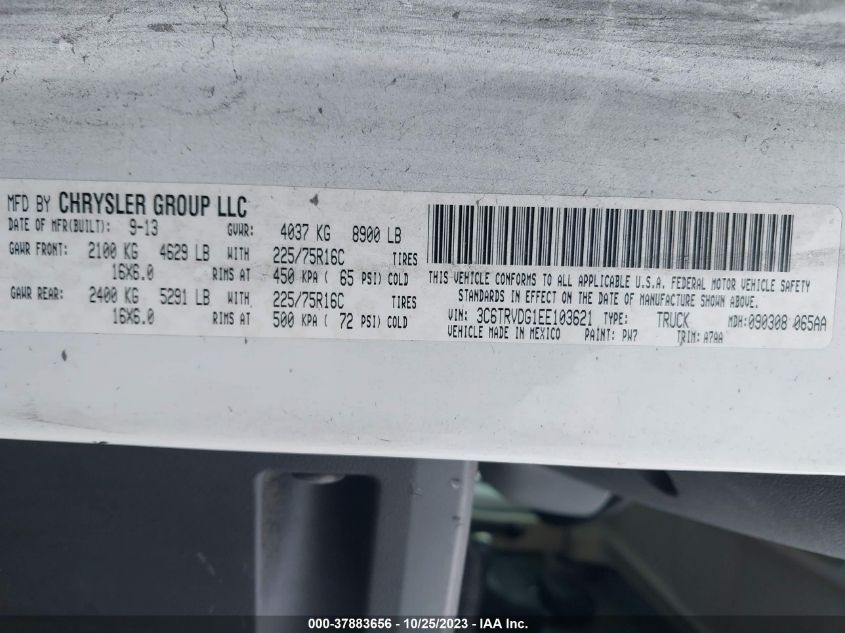 MFD BY CHRYSLER GROUP LLC
DATE OF MFR(BUILT): 9-13 GVWR: 4037 KG 8900 LB
GAWR FRONT: 2100 KG 4629 LB WITH 225/75R16C TIRES
16X6.0 RIMS AT 450 KPA ( 65 PSI) COLD
GAWR REAR: 2400 KG 5291 LB WITH 225/75R16C TIRES
16X6.0 RIMS AT 500 KPA ( 72 PSI) COLD
THIS VEHICLE CONFORMS TO ALL APPLICABLE U.S.A. FEDERAL MOTOR VEHICLE SAFETY
STANDARDS IN EFFECT ON THE DATE OF MANUFACTURE SHOWN ABOVE.
VIN: 3C6TRVDG1EE103621 TYPE: TRUCK MDH:090308 065AA
VEHICLE MADE IN MEXICO PAINT: PW7 TRIM: A7AA
000-37883656 - 10/25/2023 - IAA Inc.